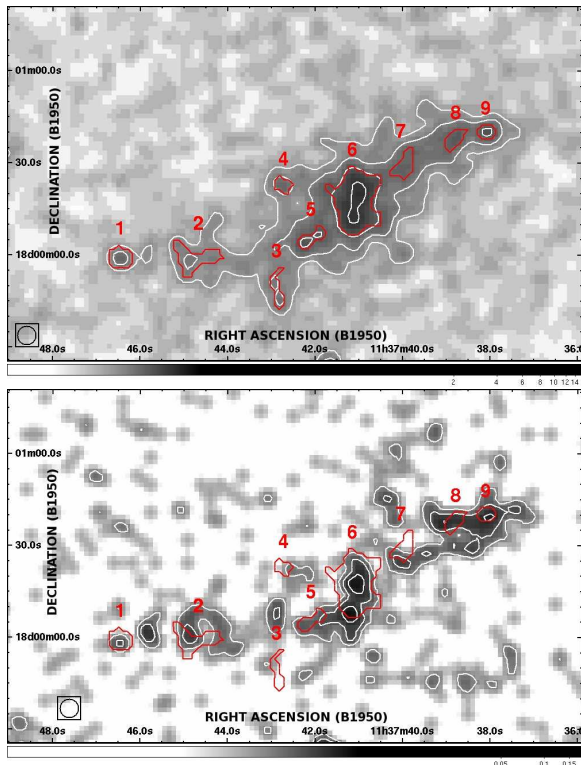 01m00.0s
DECLINATION (B1950)
9
8
7
6
30.0s
4
5
2
1
3
18d00m00.0s
RIGHT ASCENSION (B1950)
48.0s 46.0s 44.0s 42.0s 11h37m40.0s 38.0s 36.0
2 4 6 8 10 12 14
01m00.0s
DECLINATION (B1950)
8 9
7
6
30.0s
4
5
2
1
3
18d00m00.0s
RIGHT ASCENSION (B1950)
48.0s 46.0s 44.0s 42.0s 11h37m40.0s 38.0s 36.0
0.05 0.1 0.15